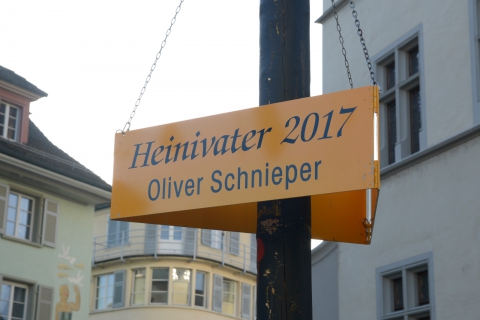 Heinivater 2017
Oliver Schnieper